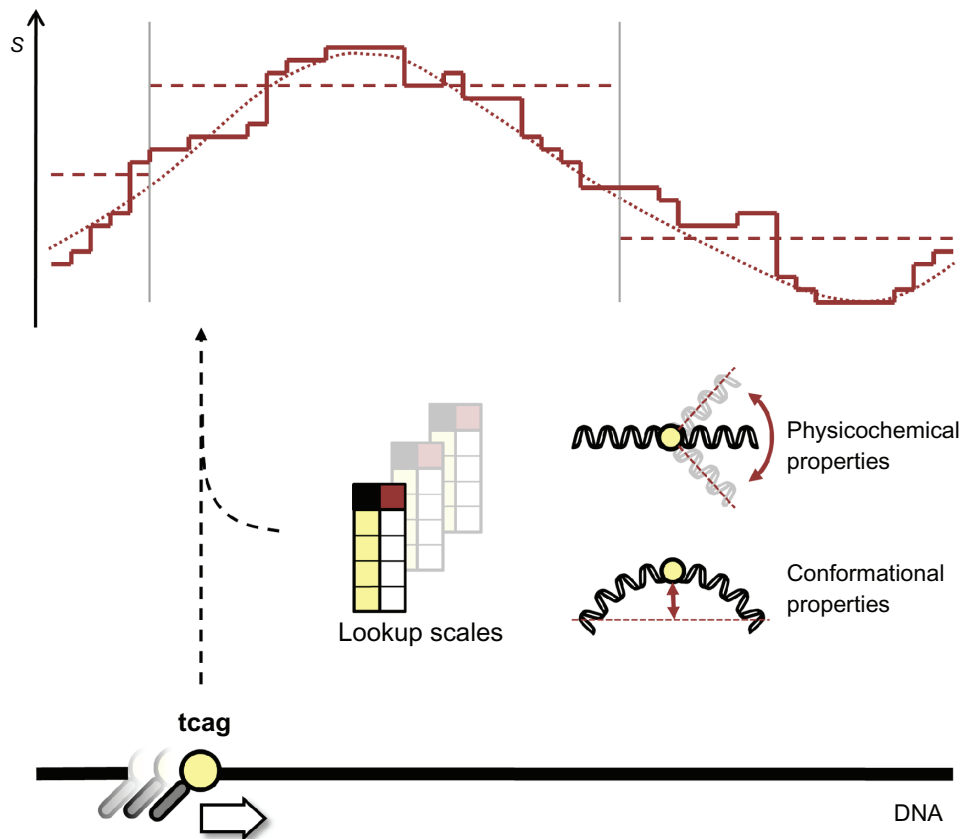 S
Physicochemical
properties
Conformational
properties
Lookup scales
tcag
DNA